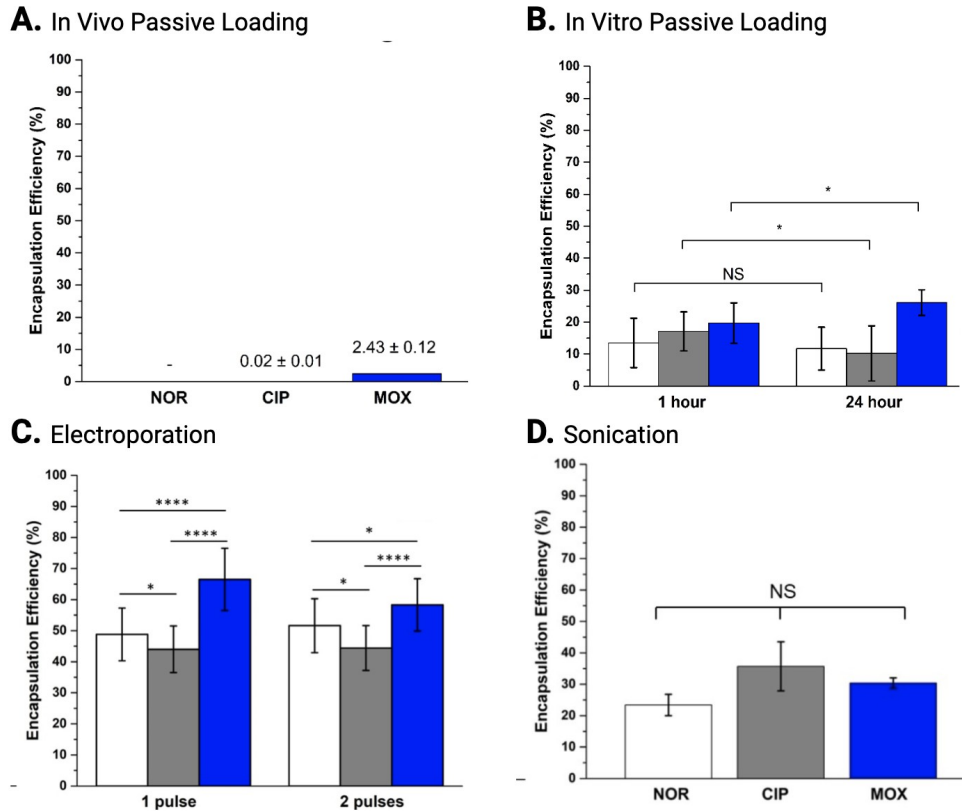 A. In Vivo Passive Loading
Encapsulation Efficiency (%)
100
90
80
70
60
50
40
30
20
10
0
-
0.02 ± 0.01
2.43 ± 0.12
NOR
CIP
MOX
B. In Vitro Passive Loading
Encapsulation Efficiency (%)
100
90
80
70
60
50
40
30
20
10
0
*
*
NS
1 hour
24 hour
C. Electroporation
Encapsulation Efficiency (%)
100
90
80
70
60
50
40
30
20
10
0
****
****
*
*
****
*
1 pulse
2 pulses
D. Sonication
Encapsulation Efficiency (%)
100
90
80
70
60
50
40
30
20
10
0
NS
NOR
CIP
MOX